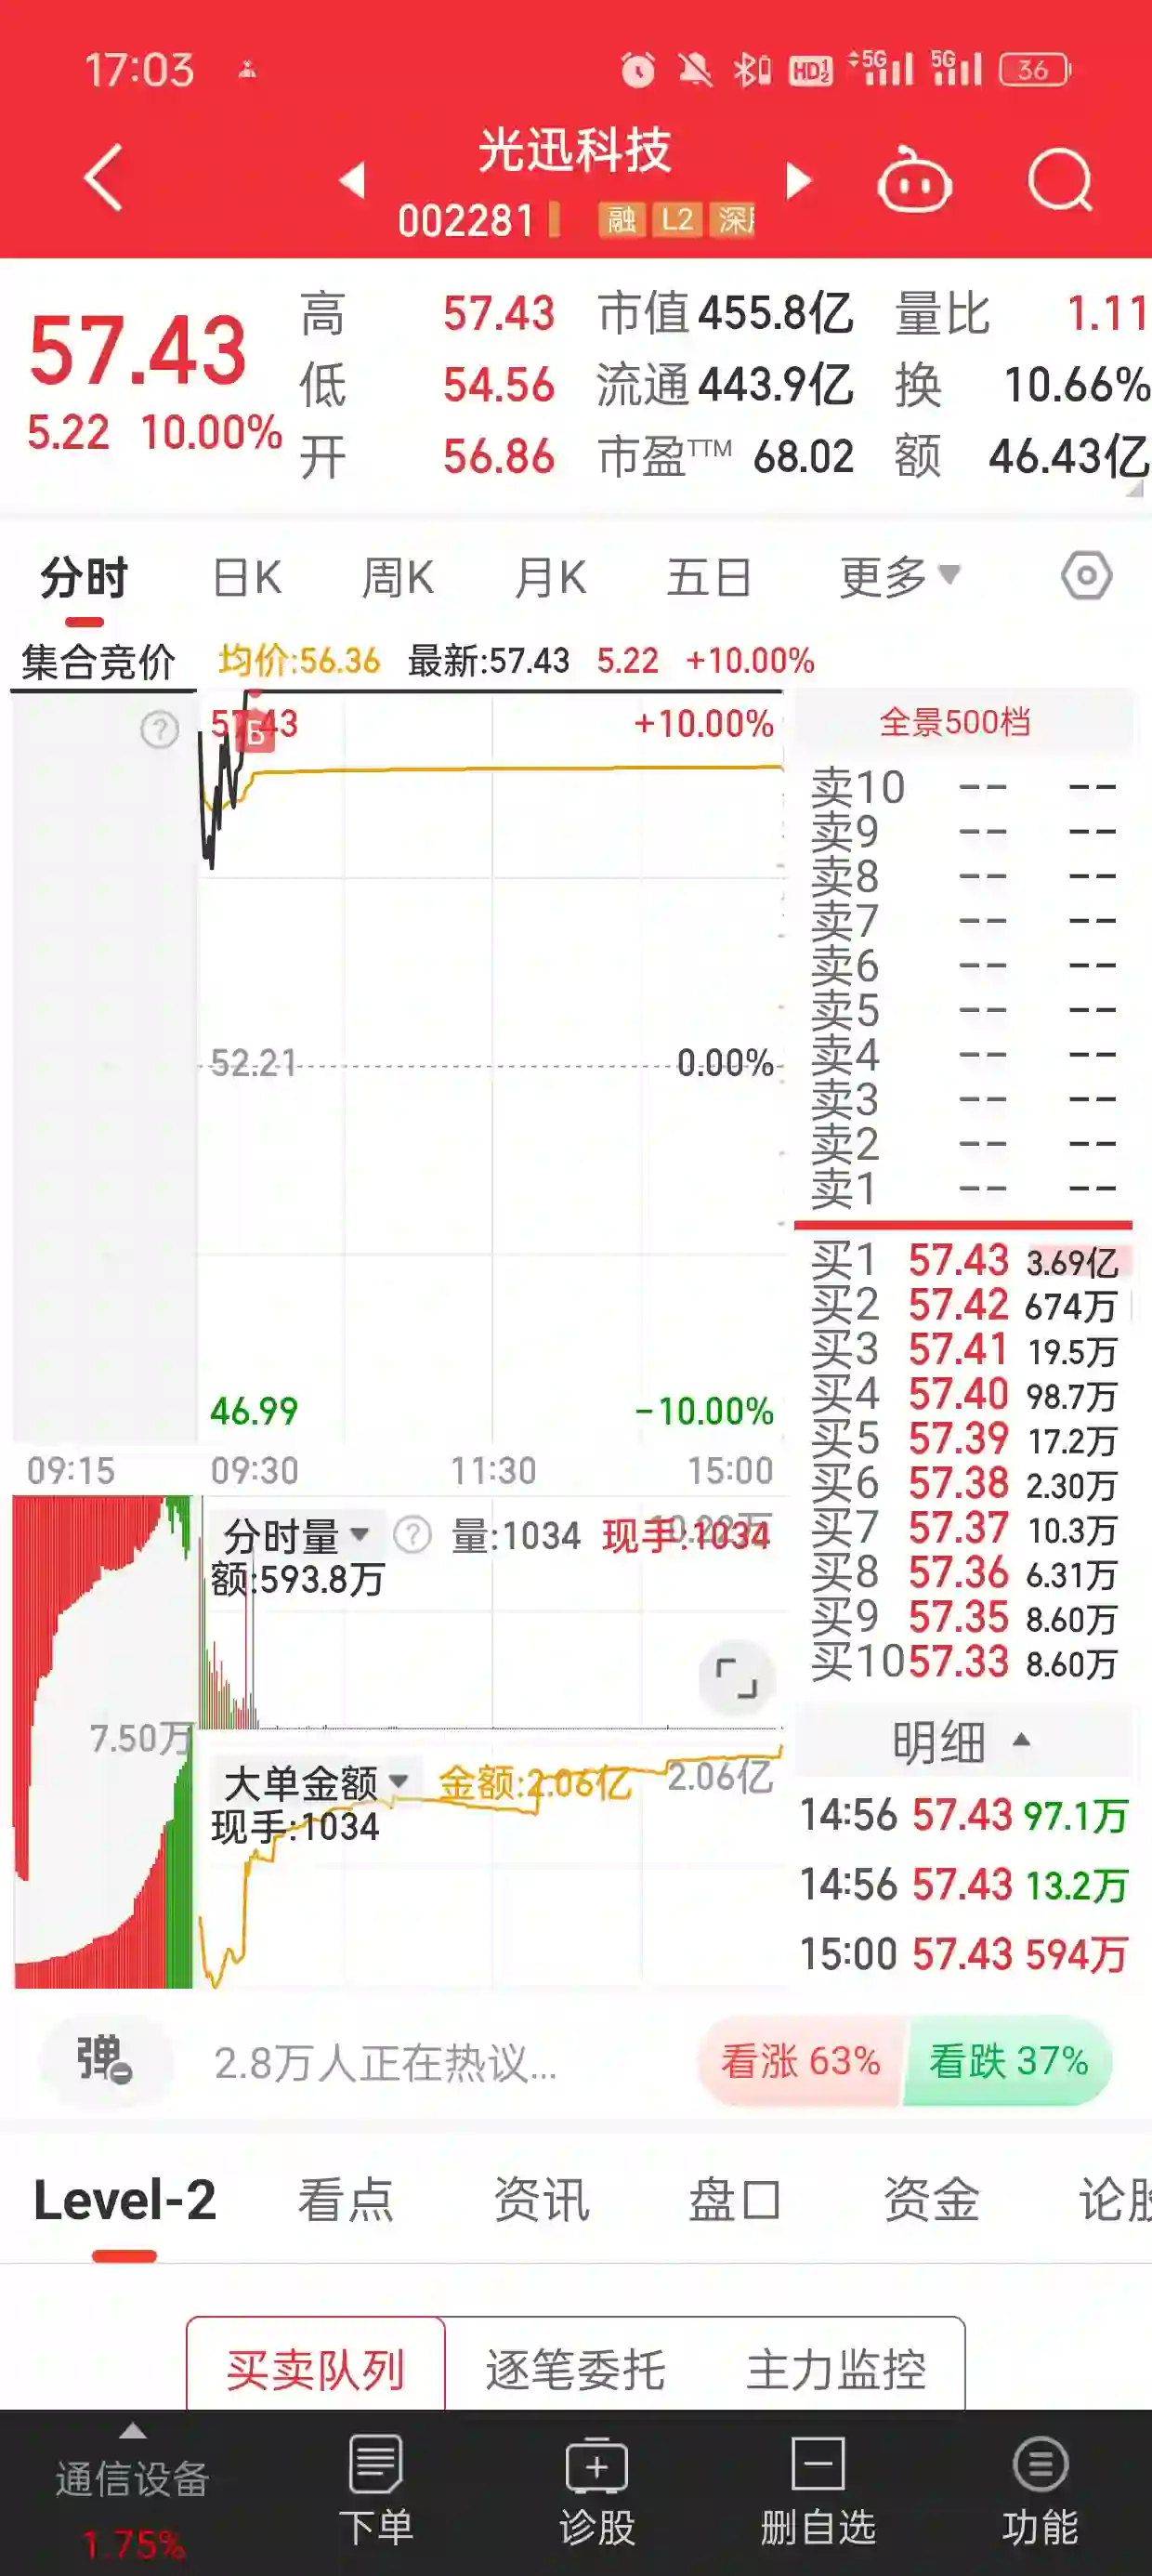 17:03 HD 1 2 5G 5G 36
光迅科技
002281 融 L2 深
57.43 高 57.43 市值 455.8亿 量比 1.11
5.22 10.00% 低 54.56 流通 443.9亿 换 10.66%
开 56.86 市盈TTM 68.02 额 46.43亿
分时 日K 周K 月K 五日 更多
集合竞价 均价:56.36 最新:57.43 5.22 +10.00%
? 57.43 +10.00%
52.21 0.00%
46.99 -10.00%
09:15 09:30 11:30 15:00
全景500档
卖10 -- --
卖9 -- --
卖8 -- --
卖7 -- --
卖6 -- --
卖5 -- --
卖4 -- --
卖3 -- --
卖2 -- --
卖1 -- --
买1 57.43 3.69亿
买2 57.42 674万
买3 57.41 19.5万
买4 57.40 98.7万
买5 57.39 17.2万
买6 57.38 2.30万
买7 57.37 10.3万
买8 57.36 6.31万
买9 57.35 8.60万
买10 57.33 8.60万
分时量 ? 量:1034 现手:1034 10.22万
额:593.8万
7.50万
大单金额 金额:2.06亿 2.06亿
现手:1034
明细
14:56 57.43 97.1万
14:56 57.43 13.2万
15:00 57.43 594万
弹 2.8万人正在热议... 看涨 63% 看跌 37%
Level-2 看点 资讯 盘口 资金 论股
买卖队列 逐笔委托 主力监控
通信设备 下单 诊股 删自选 功能
1.75%